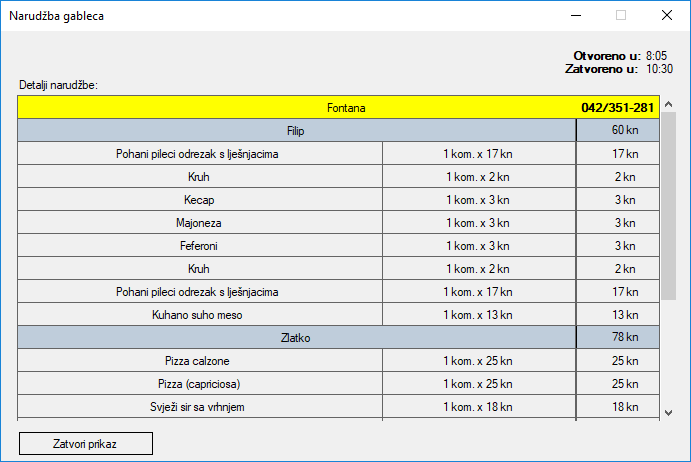 Narudžba gableca
Otvoreno u: 8:05
Zatvoreno u: 10:30
Detalji narudžbe:
Fontana 042/351-281
Filip 60 kn
Pohani pileci odrezak s lješnjacima 1 kom. x 17 kn 17 kn
Kruh 1 kom. x 2 kn 2 kn
Kecap 1 kom. x 3 kn 3 kn
Majoneza 1 kom. x 3 kn 3 kn
Feferoni 1 kom. x 3 kn 3 kn
Kruh 1 kom. x 2 kn 2 kn
Pohani pileci odrezak s lješnjacima 1 kom. x 17 kn 17 kn
Kuhano suho meso 1 kom. x 13 kn 13 kn
Zlatko 78 kn
Pizza calzone 1 kom. x 25 kn 25 kn
Pizza (capriciosa) 1 kom. x 25 kn 25 kn
Svježi sir sa vrhnjem 1 kom. x 18 kn 18 kn
Zatvori prikaz